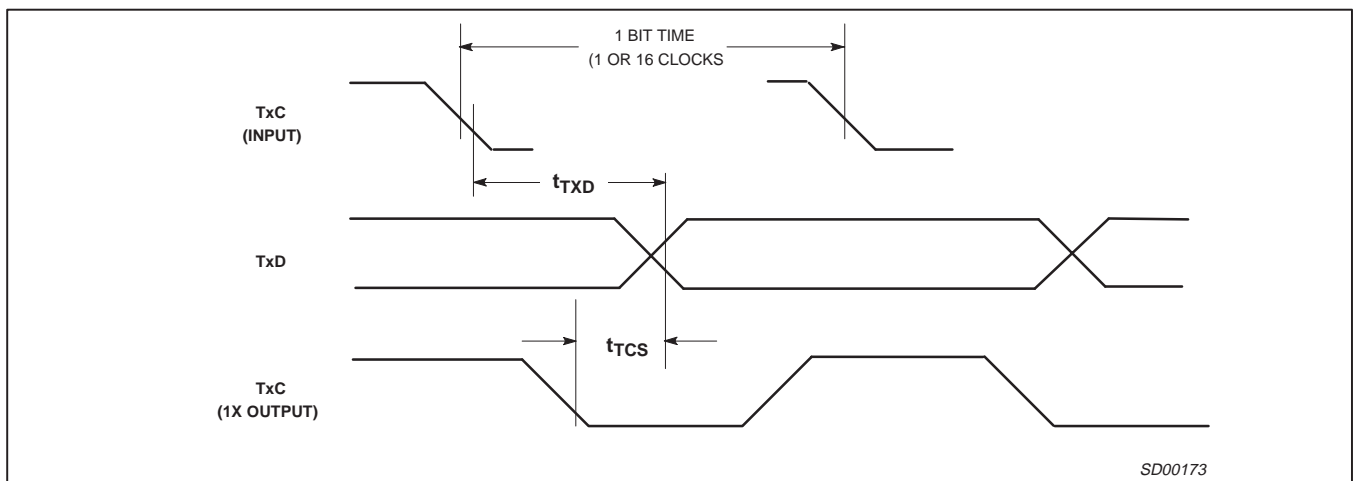 1 BIT TIME
(1 OR 16 CLOCKS
TxC
(INPUT)
tTXD
TxD
tTCS
TxC
(1X OUTPUT)
SD00173